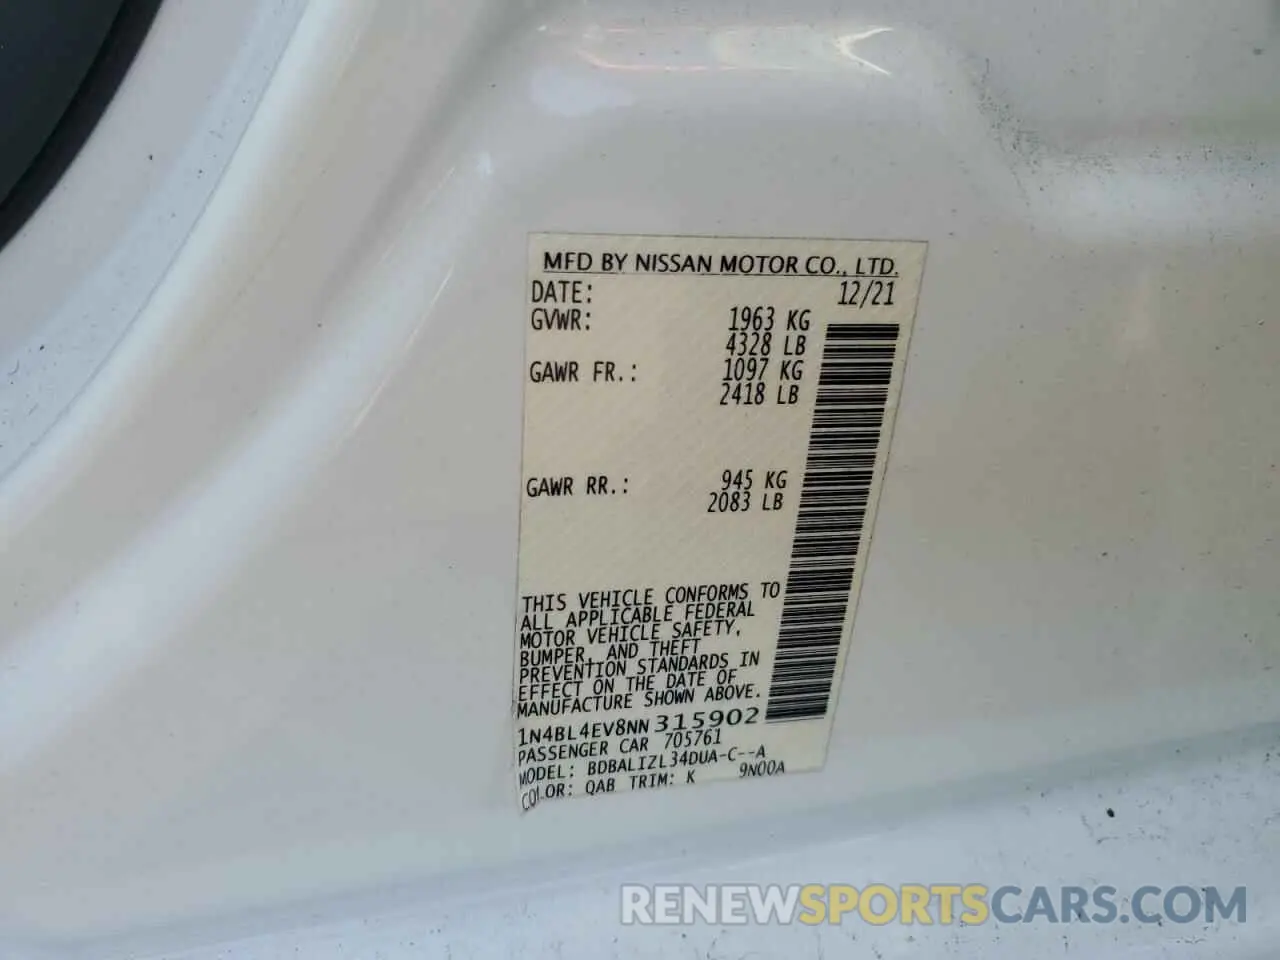 MFD BY NISSAN MOTOR CO., LTD.
DATE: 12/21
GVWR: 1963 KG
4328 LB
GAWR FR.: 1097 KG
2418 LB
GAWR RR.: 945 KG
2083 LB
THIS VEHICLE CONFORMS TO
ALL APPLICABLE FEDERAL
MOTOR VEHICLE SAFETY,
BUMPER, AND THEFT
PREVENTION STANDARDS IN
EFFECT ON THE DATE OF
MANUFACTURE SHOWN ABOVE.
1N4BL4EV8NN315902
PASSENGER CAR 705761
MODEL: BDBALIZL34DUA-C--A
COLOR: QAB TRIM: K 9N00A
RENEWSPORTSCARS.COM